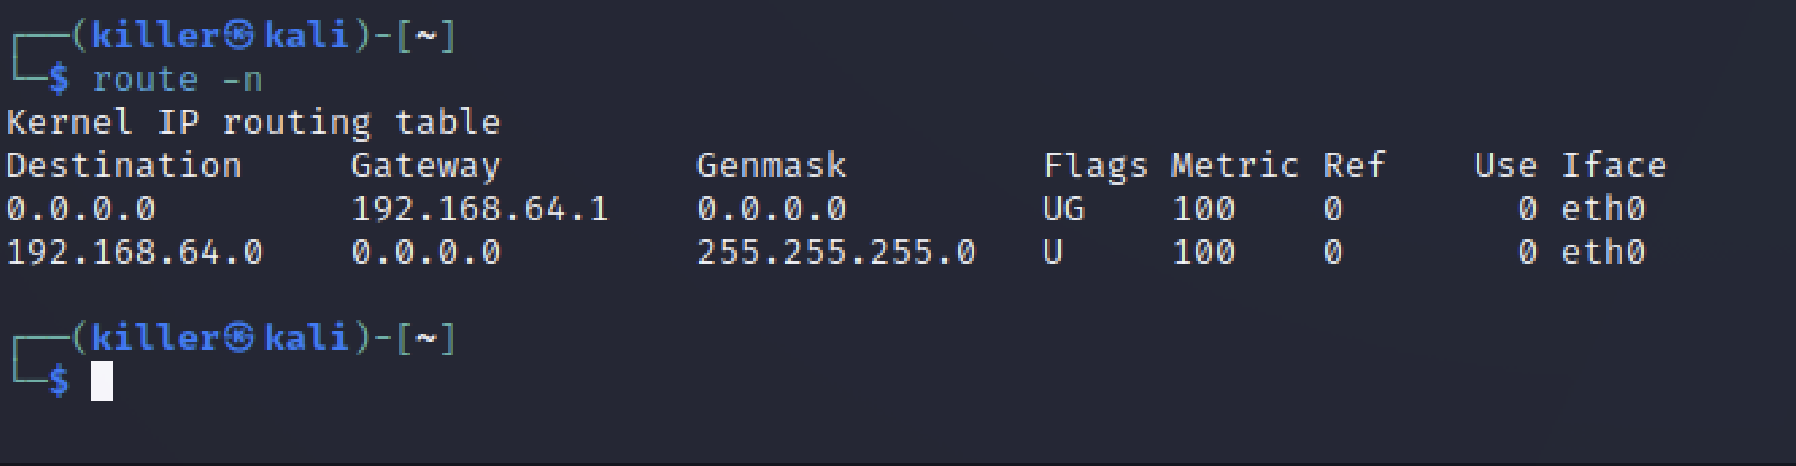 ┌──(killer㉿kali)-[~]
└─$ route -n
Kernel IP routing table
Destination     Gateway         Genmask         Flags Metric Ref    Use Iface
0.0.0.0         192.168.64.1    0.0.0.0         UG    100    0        0 eth0
192.168.64.0    0.0.0.0         255.255.255.0   U     100    0        0 eth0
┌──(killer㉿kali)-[~]
└─$